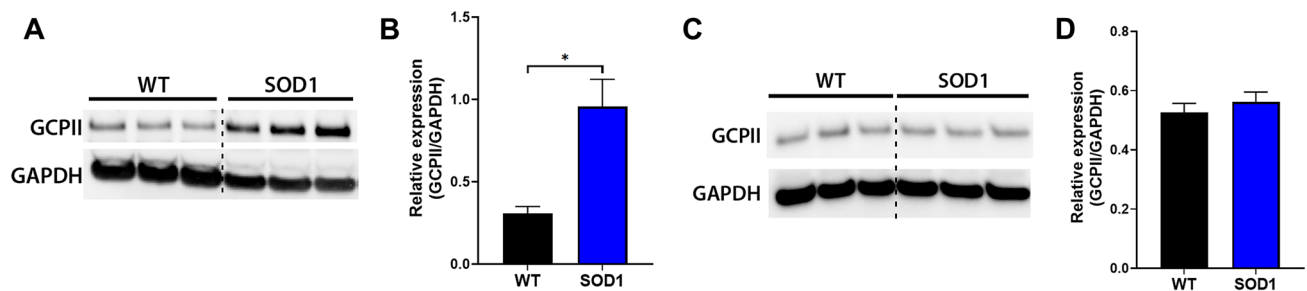 A
WT SOD1
GCPII
GAPDH
B
Relative expression
(GCPII/GAPDH)
1.5
1.0
0.5
0.0
*
WT SOD1
C
WT SOD1
GCPII
GAPDH
D
Relative expression
(GCPII/GAPDH)
0.8
0.6
0.4
0.2
0.0
WT SOD1